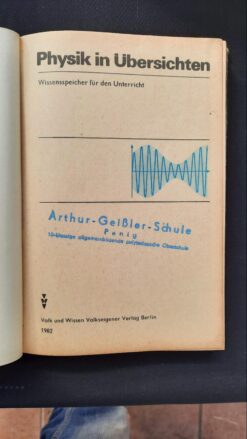 Physik in Übersichten
Wissensspeicher für den Unterricht
Arthur-Geißler-Schule
Penig
10-klassige allgemeinbildende polytechnische Oberschule
Volk und Wissen Volkseigener Verlag Berlin
1982